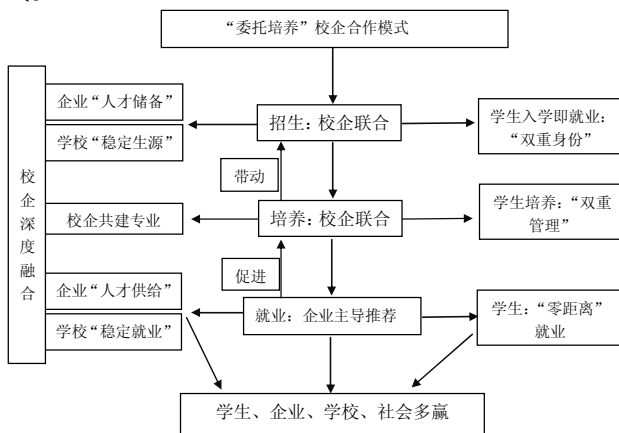 “委托培养”校企合作模式
企业“人才储备”
学校“稳定生源”
招生：校企联合
学生入学即就业：
“双重身份”
带动
校企深度融合
校企共建专业
培养：校企联合
学生培养：“双重
管理”
促进
企业“人才供给”
学校“稳定就业”
就业：企业主导推荐
学生：“零距离”
就业
学生、企业、学校、社会多赢